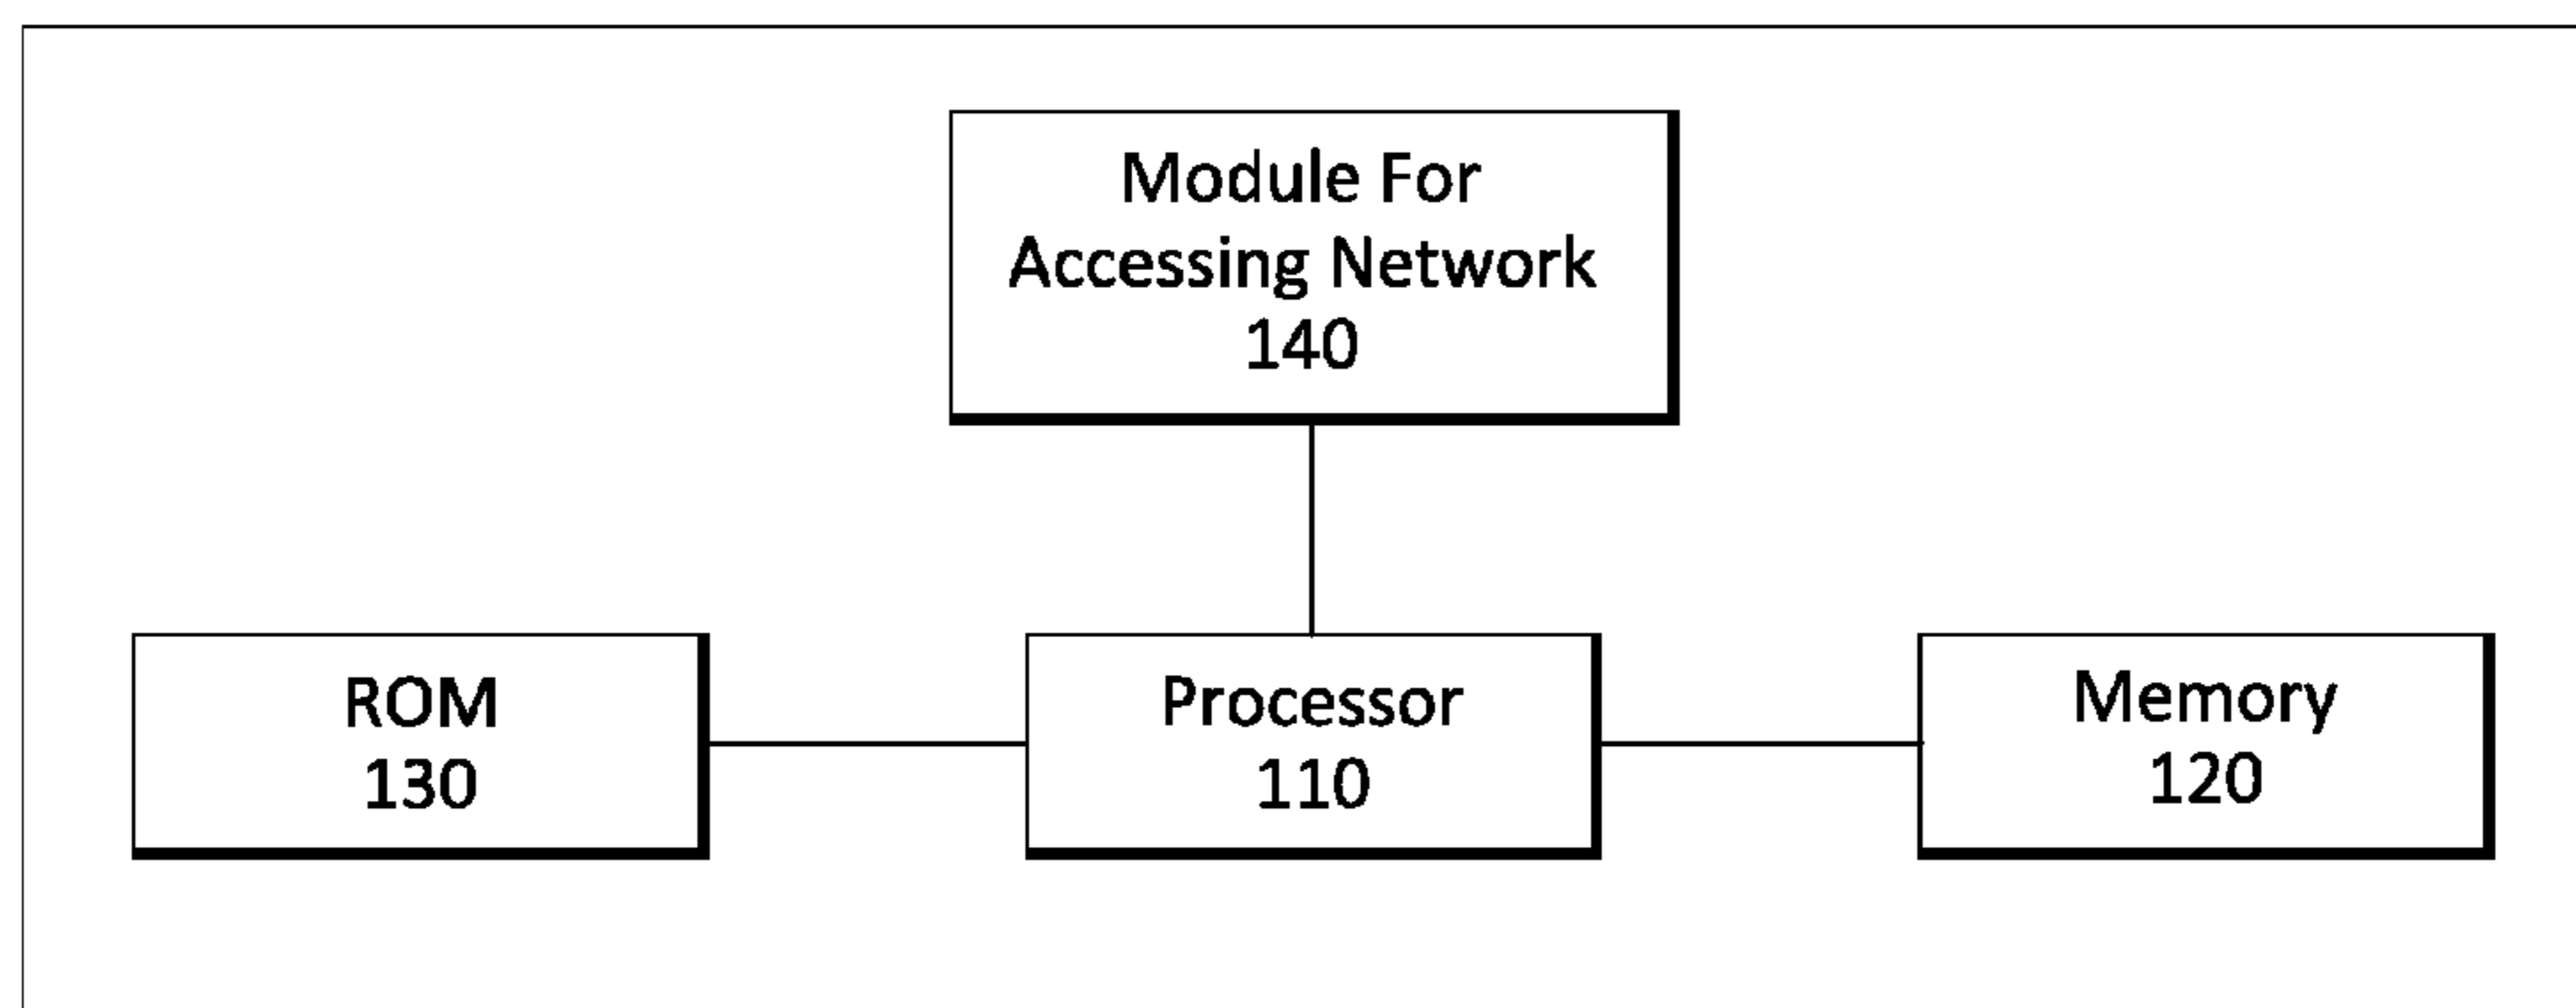 Module For
Accessing Network
140
ROM
130
Processor
110
Memory
120